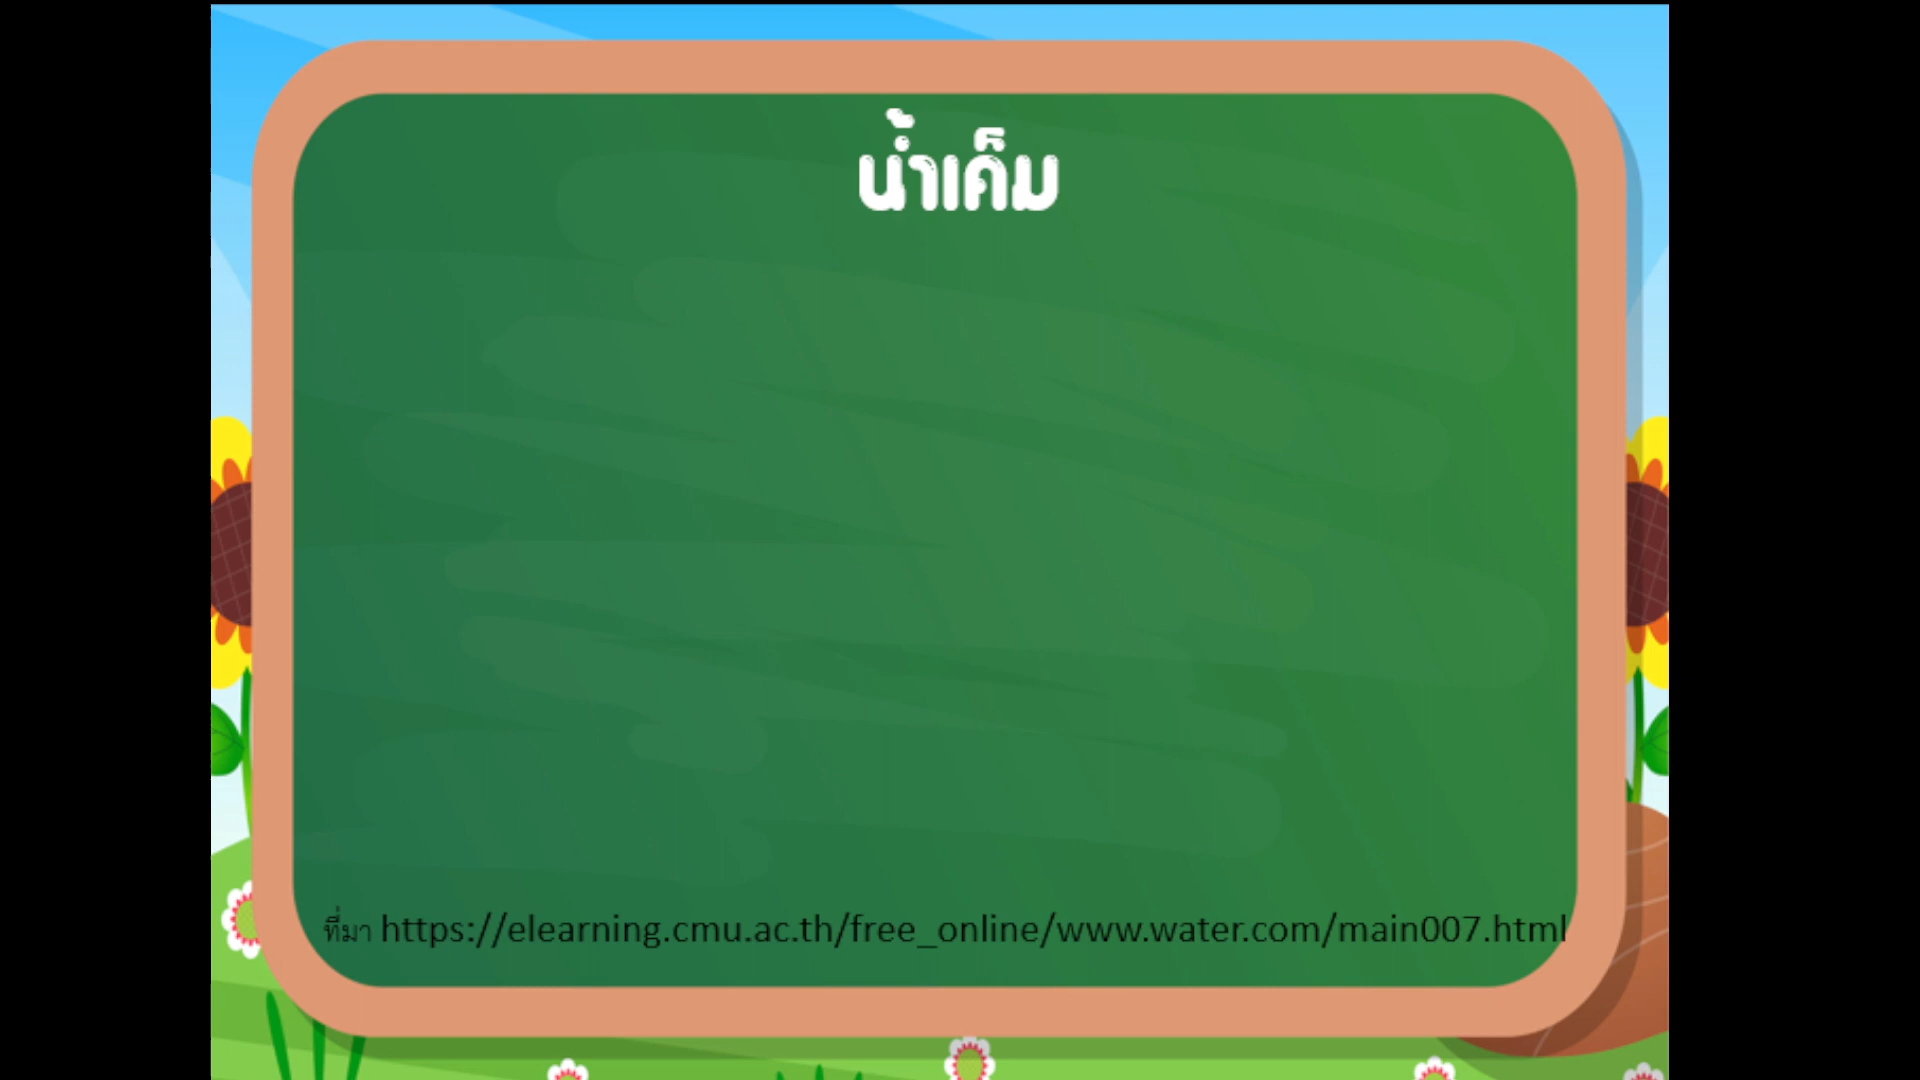 น้ำเค็ม
ที่มา https://elearning.cmu.ac.th/free_online/www.water.com/main007.html